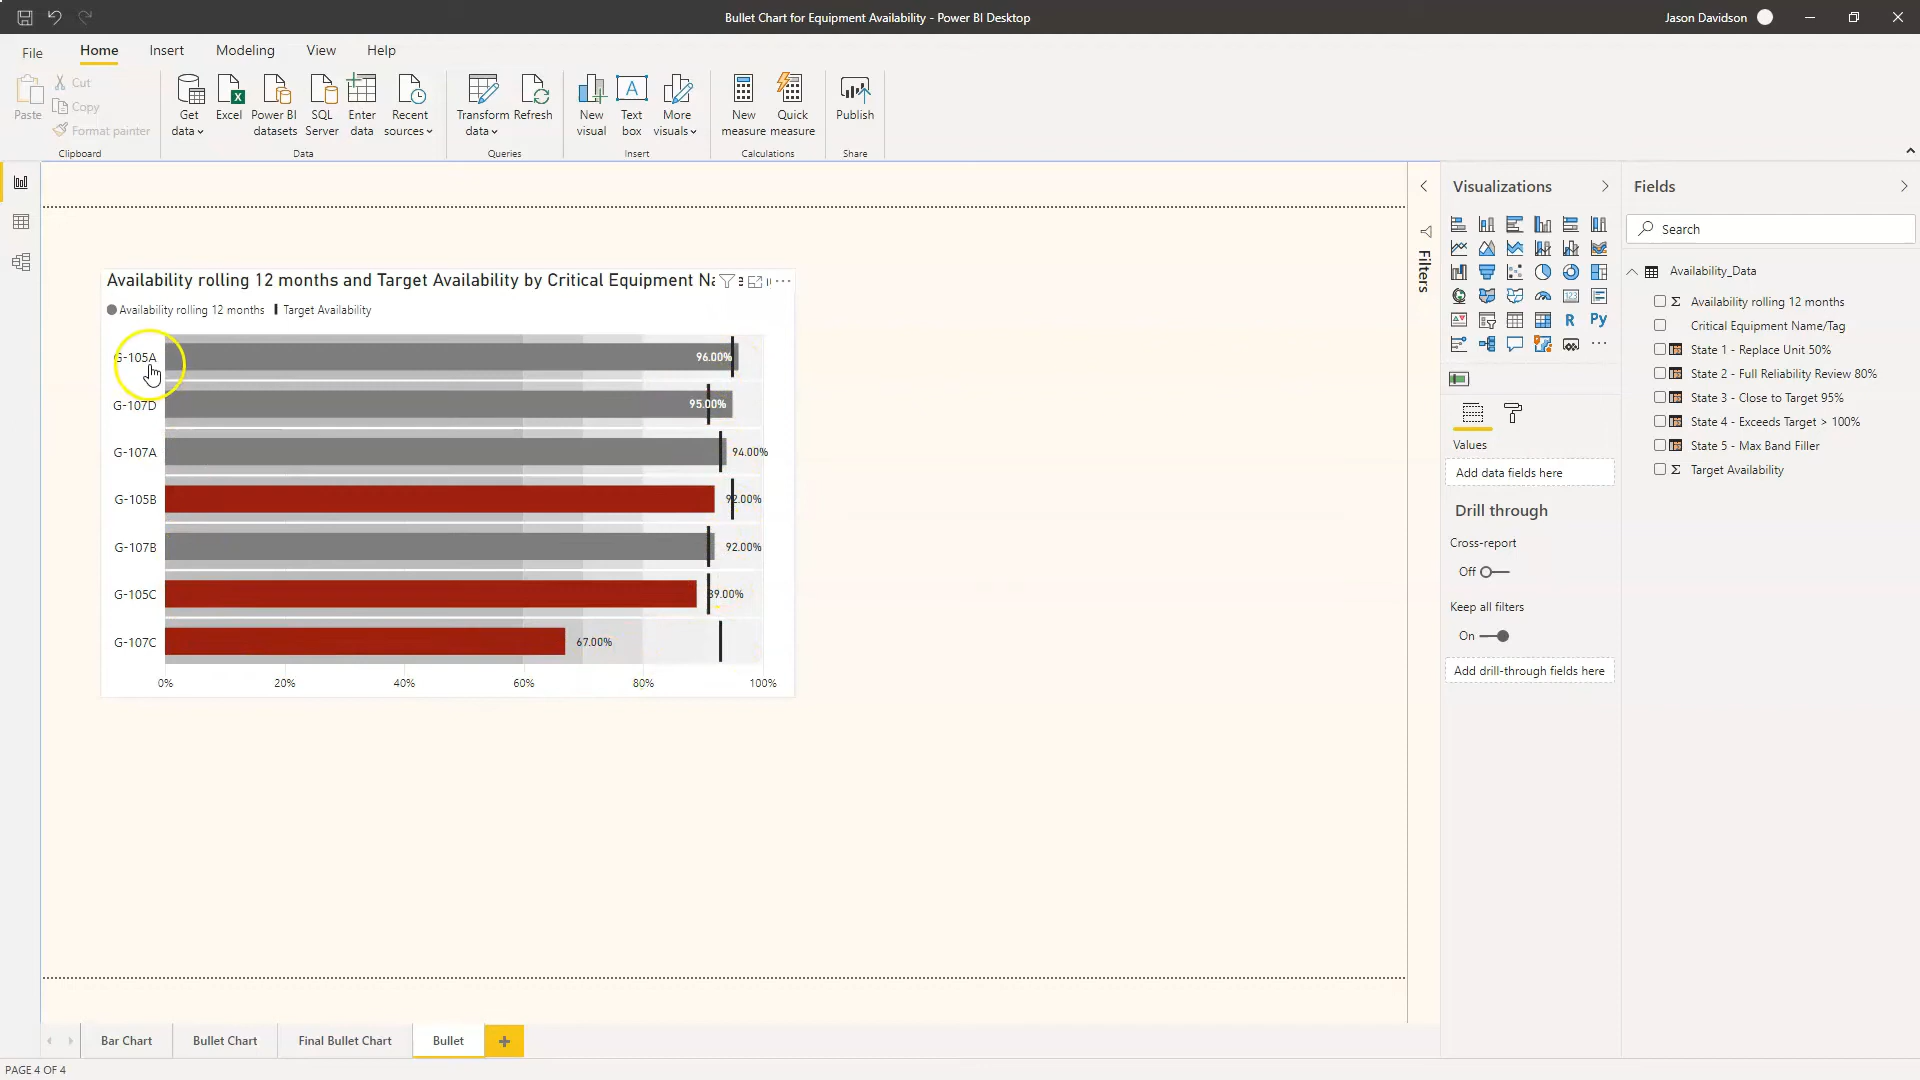 Bullet Chart for Equipment Availability - Power BI Desktop
Jason Davidson
File
Home
Insert
Modeling
View
Help
Paste
Cut
Copy
Format painter
Clipboard
Get data
Excel
Power BI datasets
SQL Server
Enter data
Recent sources
Data
Transform data
Refresh
Queries
New visual
Text box
More visuals
Insert
New measure
Quick measure
Calculations
Publish
Share
Availability rolling 12 months and Target Availability by Critical Equipment
Availability rolling 12 months
Target Availability
G-105A
96.00%
G-107D
95.00%
G-107A
94.00%
G-105B
92.00%
G-107B
92.00%
G-105C
89.00%
G-107C
67.00%
0%
20%
40%
60%
80%
100%
Filters
Visualizations
R
Py
Values
Add data fields here
Drill through
Cross-report
Off
Keep all filters
On
Add drill-through fields here
Fields
Search
Availability_Data
Availability rolling 12 months
Critical Equipment Name/Tag
State 1 - Replace Unit 50%
State 2 - Full Reliability Review 80%
State 3 - Close to Target 95%
State 4 - Exceeds Target > 100%
State 5 - Max Band Filler
Target Availability
Bar Chart
Bullet Chart
Final Bullet Chart
Bullet
PAGE 4 OF 4